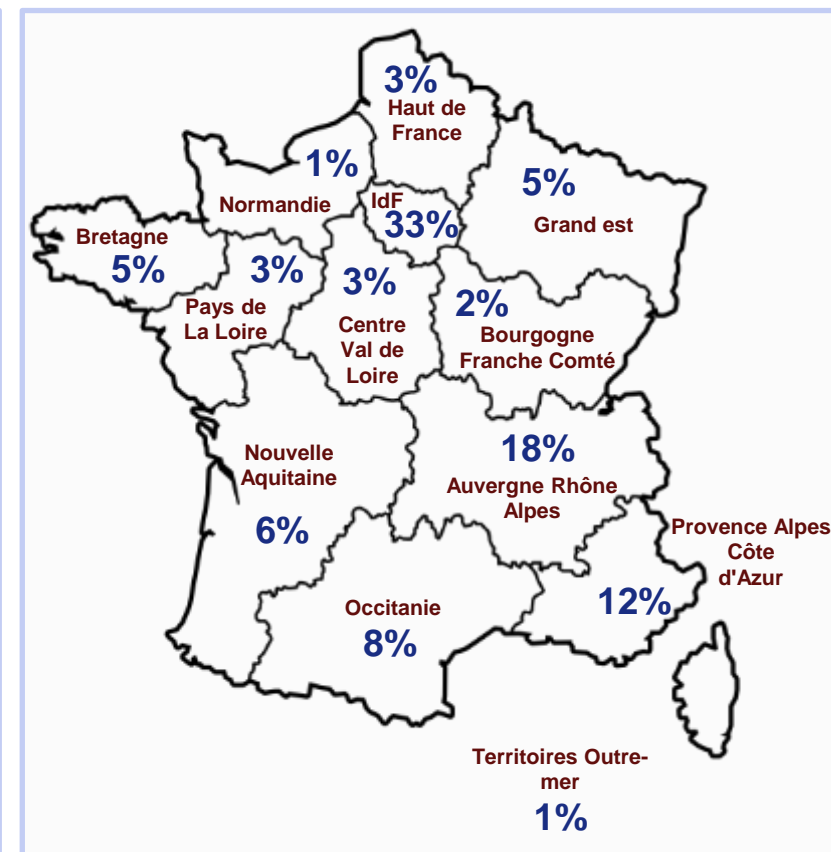 3%
Haut de
France
1%
Normandie
IdF
33%
5%
Grand est
Bretagne
5%
3%
Pays de
La Loire
3%
Centre
Val de
Loire
2%
Bourgogne
Franche Comté
Nouvelle
Aquitaine
6%
18%
Auvergne Rhône
Alpes
Provence Alpes
Côte
d'Azur
12%
Occitanie
8%
Territoires Outre-
mer
1%